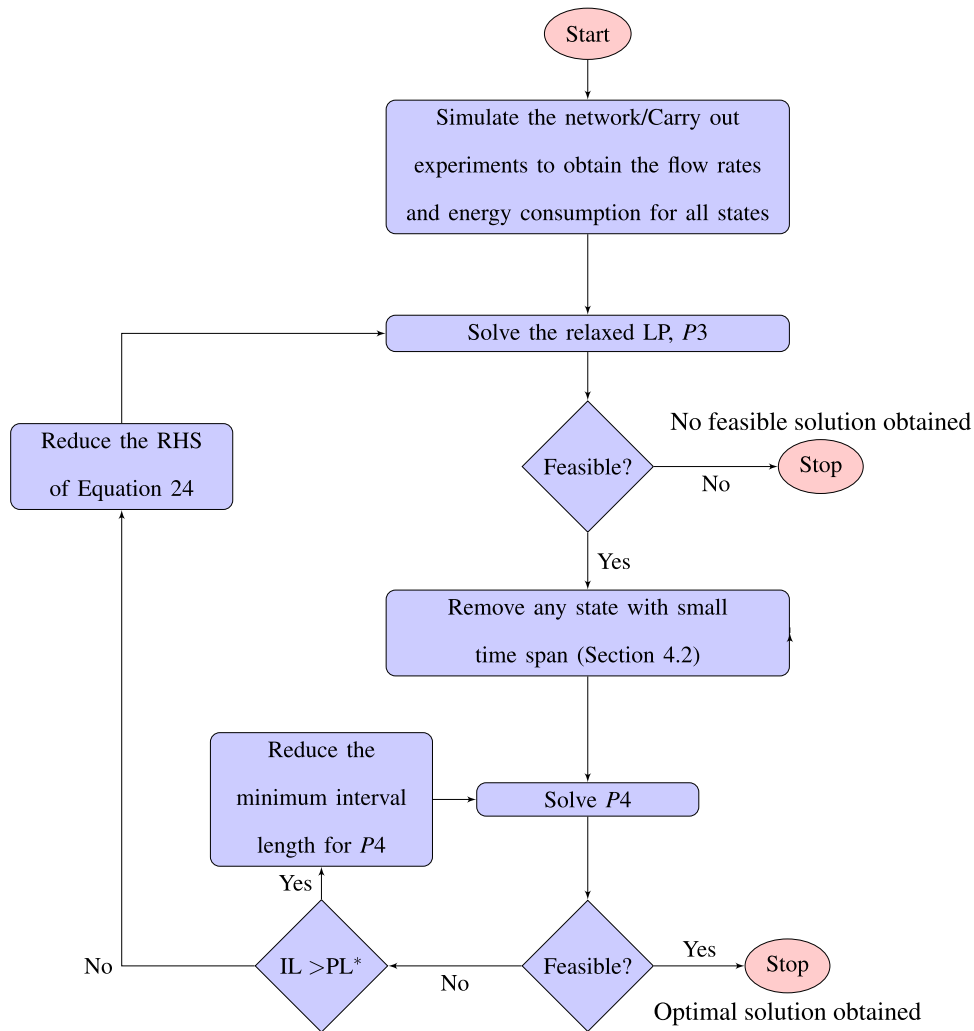 Start
Simulate the network/Carry out
experiments to obtain the flow rates
and energy consumption for all states
Solve the relaxed LP, P3
Reduce the RHS
of Equation 24
Feasible?
No
No feasible solution obtained
Stop
Yes
Remove any state with small
time span (Section 4.2)
Reduce the
minimum interval
length for P4
Solve P4
Yes
No
IL >PL*
No
Feasible?
Yes
Stop
Optimal solution obtained